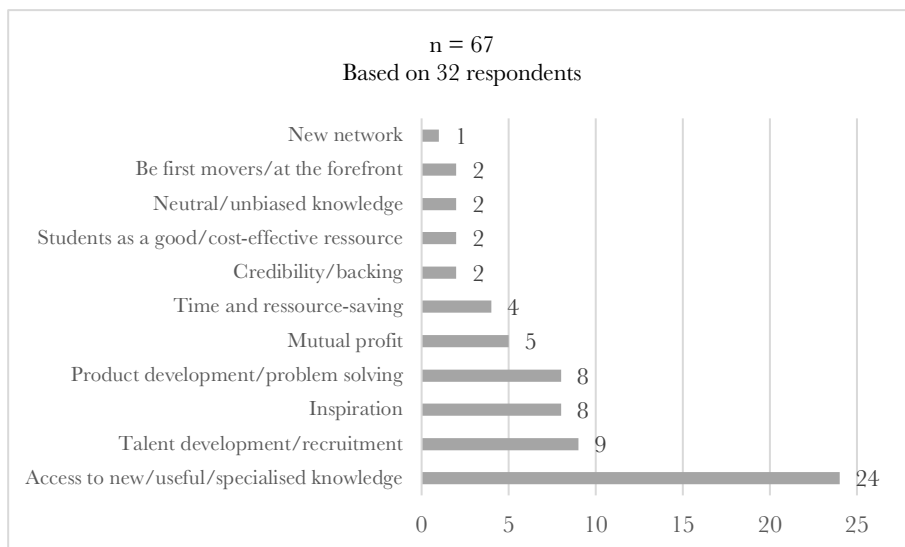 n = 67
Based on 32 respondents
New network 1
Be first movers/at the forefront 2
Neutral/unbiased knowledge 2
Students as a good/cost-effective ressource 2
Credibility/backing 2
Time and ressource-saving 4
Mutual profit 5
Product development/problem solving 8
Inspiration 8
Talent development/recruitment 9
Access to new/useful/specialised knowledge 24
0 5 10 15 20 25